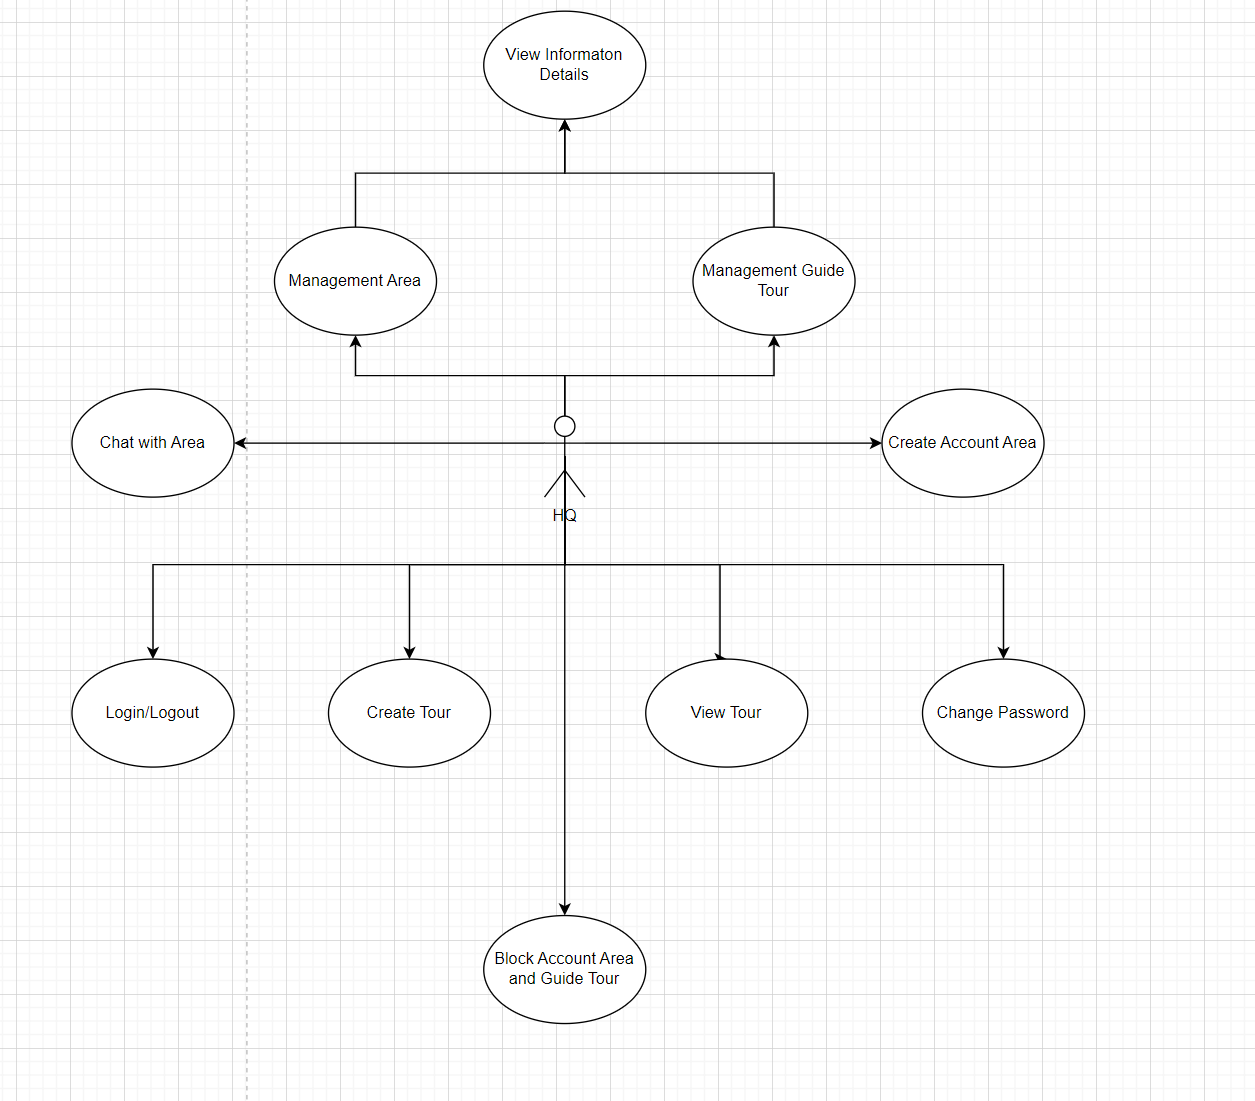 View Informaton
Details
Management Area
Management Guide
Tour
Chat with Area
Create Account Area
HQ
Login/Logout
Create Tour
View Tour
Change Password
Block Account Area
and Guide Tour